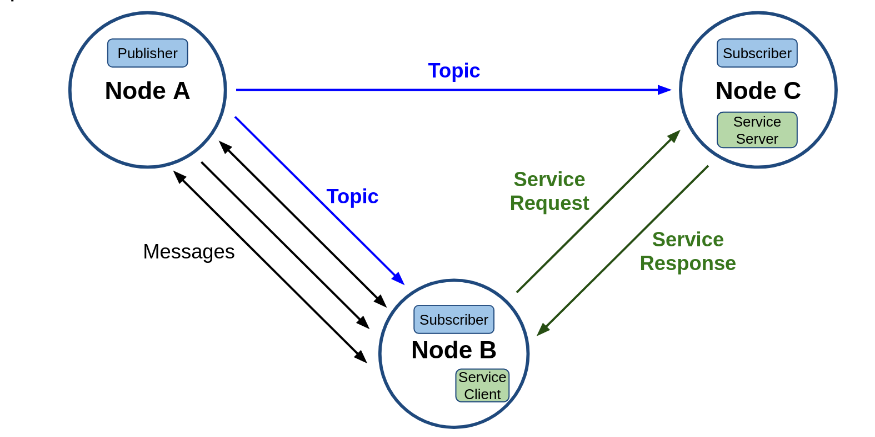 Publisher
Node A
Topic
Subscriber
Node C
Service
Server
Topic
Service
Request
Service
Response
Messages
Subscriber
Node B
Service
Client